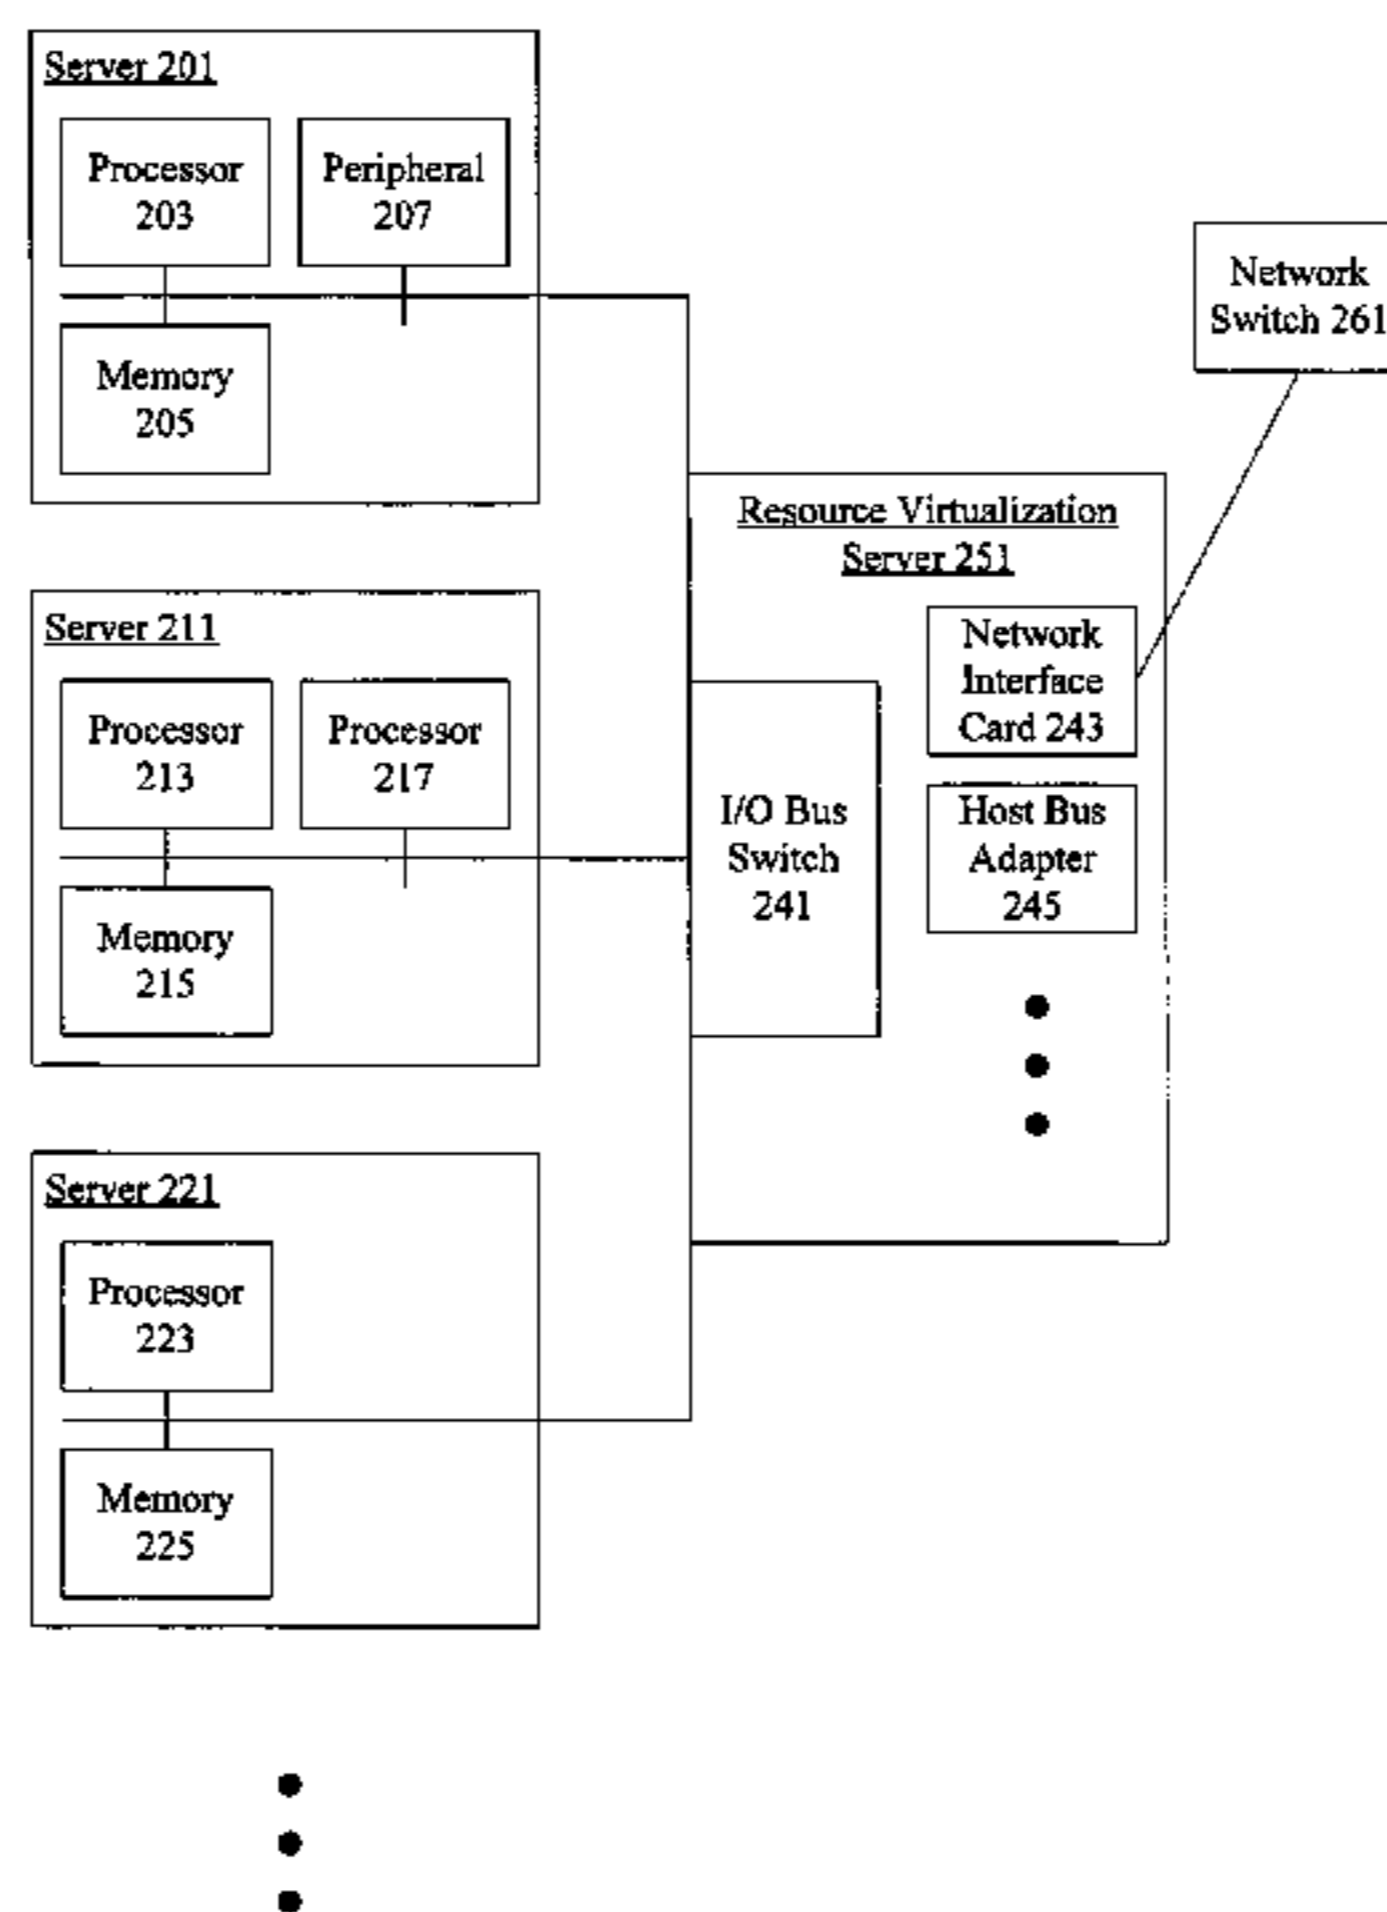 Server 201
Processor
203
Peripheral
207
Memory
205
Network
Switch 261
Resource Virtualization
Server 251
Server 211
Processor
213
Processor
217
Memory
215
I/O Bus
Switch
241
Network
Interface
Card 243
Host Bus
Adapter
245
Server 221
Processor
223
Memory
225